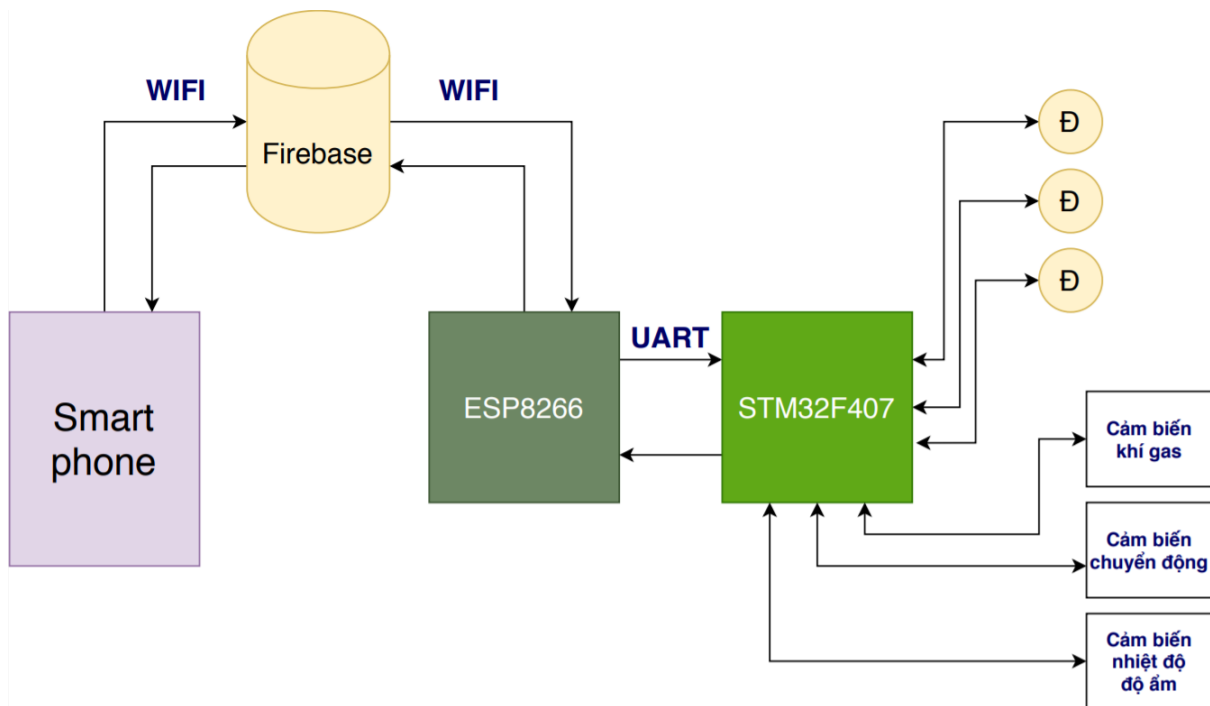 WIFI
WIFI
Firebase
Đ
Đ
Đ
Smart
phone
ESP8266
UART
STM32F407
Cảm biến
khí gas
Cảm biến
chuyển động
Cảm biến
nhiệt độ
độ ẩm